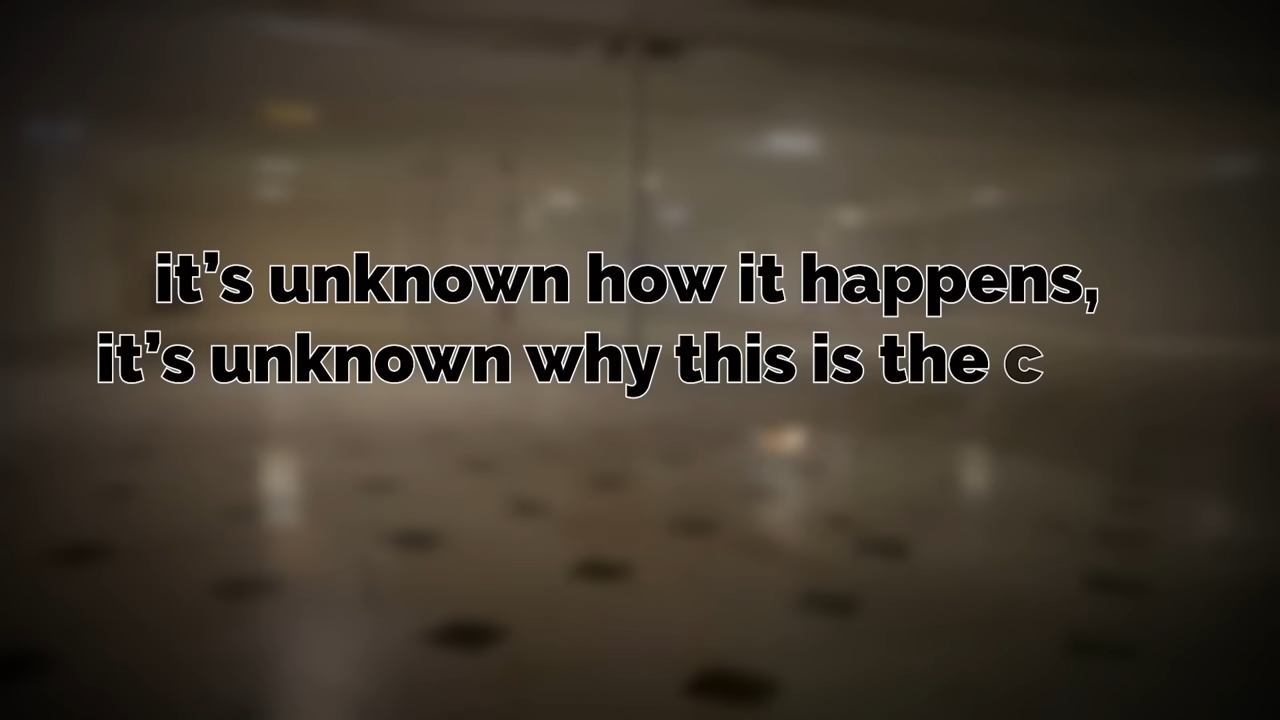 it’s unknown how it happens,
it’s unknown why this is the c